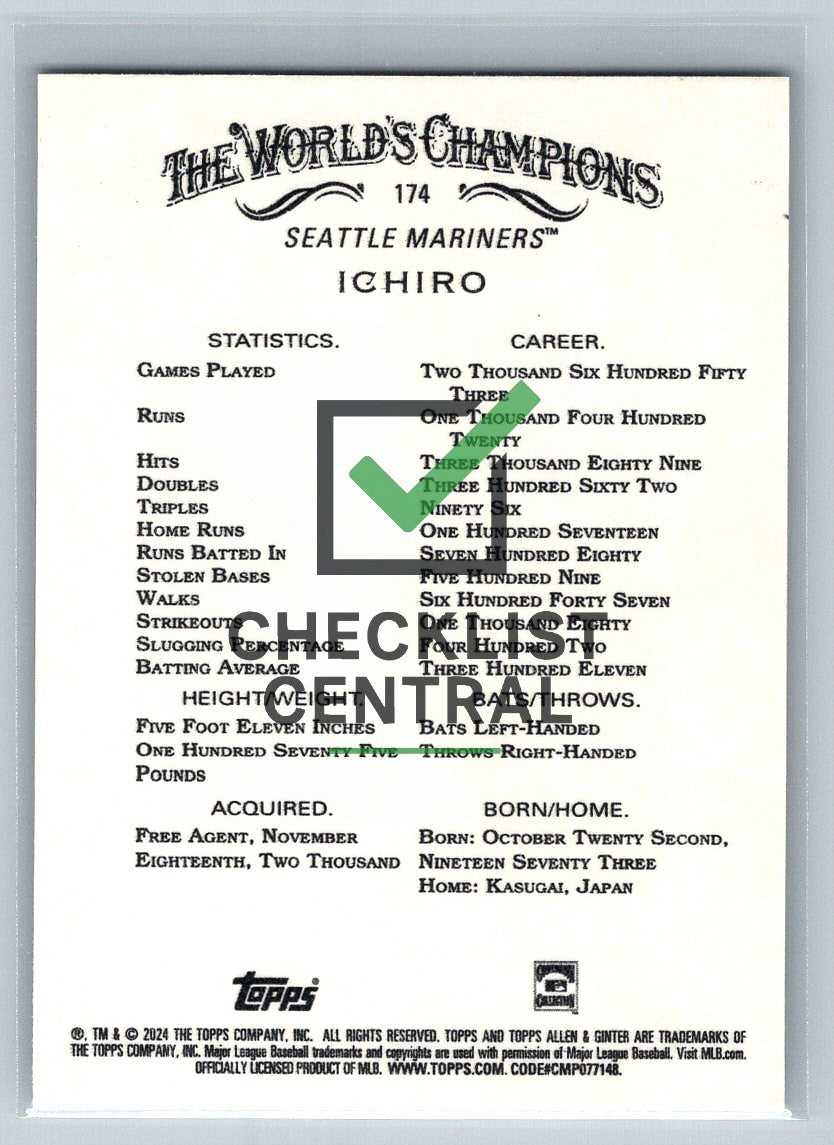 THE WORLD'S CHAMPIONS
174
SEATTLE MARINERS™
ICHIRO
STATISTICS. CAREER.
GAMES PLAYED TWO THOUSAND SIX HUNDRED FIFTY
THREE
RUNS ONE THOUSAND FOUR HUNDRED
TWENTY
HITS THREE THOUSAND EIGHTY NINE
DOUBLES THREE HUNDRED SIXTY TWO
TRIPLES NINETY SIX
HOME RUNS ONE HUNDRED SEVENTEEN
RUNS BATTED IN SEVEN HUNDRED EIGHTY
STOLEN BASES FIVE HUNDRED NINE
WALKS SIX HUNDRED FORTY SEVEN
STRIKEOUTS ONE THOUSAND EIGHTY
SLUGGING PERCENTAGE FOUR HUNDRED TWO
BATTING AVERAGE THREE HUNDRED ELEVEN
CHECKLIST
CENTRAL
HEIGHT/WEIGHT. BATS/THROWS.
FIVE FOOT ELEVEN INCHES BATS LEFT-HANDED
ONE HUNDRED SEVENTY FIVE THROWS RIGHT-HANDED
POUNDS
ACQUIRED. BORN/HOME.
FREE AGENT, NOVEMBER BORN: OCTOBER TWENTY SECOND,
EIGHTEENTH, TWO THOUSAND NINETEEN SEVENTY THREE
HOME: KASUGAI, JAPAN
topps®
®, TM & © 2024 THE TOPPS COMPANY, INC. ALL RIGHTS RESERVED. TOPPS AND TOPPS ALLEN & GINTER ARE TRADEMARKS OF
THE TOPPS COMPANY, INC. Major League Baseball trademarks and copyrights are used with permission of Major League Baseball. Visit MLB.com.
OFFICIALLY LICENSED PRODUCT OF MLB. WWW.TOPPS.COM. CODE#CMP077148.